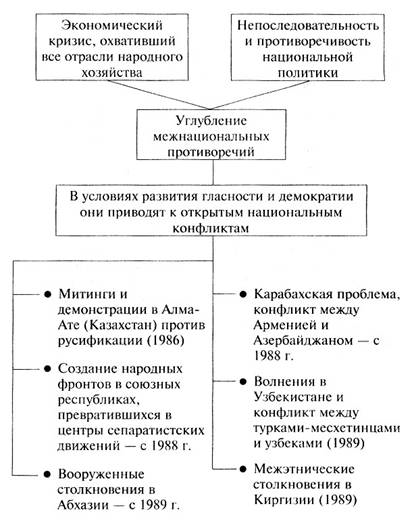 Экономический
кризис, охвативший
все отрасли народного
хозяйства
Непоследовательность
и противоречивость
национальной
политики
Углубление
межнациональных
противоречий
В условиях развития гласности и демократии
они приводят к открытым национальным
конфликтам
● Митинги и
демонстрации в Алма-
Ате (Казахстан) против
русификации (1986)
● Создание народных
фронтов в союзных
республиках,
превратившихся в
центры сепаратистских
движений — с 1988 г.
● Вооруженные
столкновения в
Абхазии — с 1989 г.
● Карабахская проблема,
конфликт между
Арменией и
Азербайджаном — с
1988 г.
● Волнения в
Узбекистане и
конфликт между
турками-месхетинцами
и узбеками (1989)
● Межэтнические
столкновения в
Киргизии (1989)